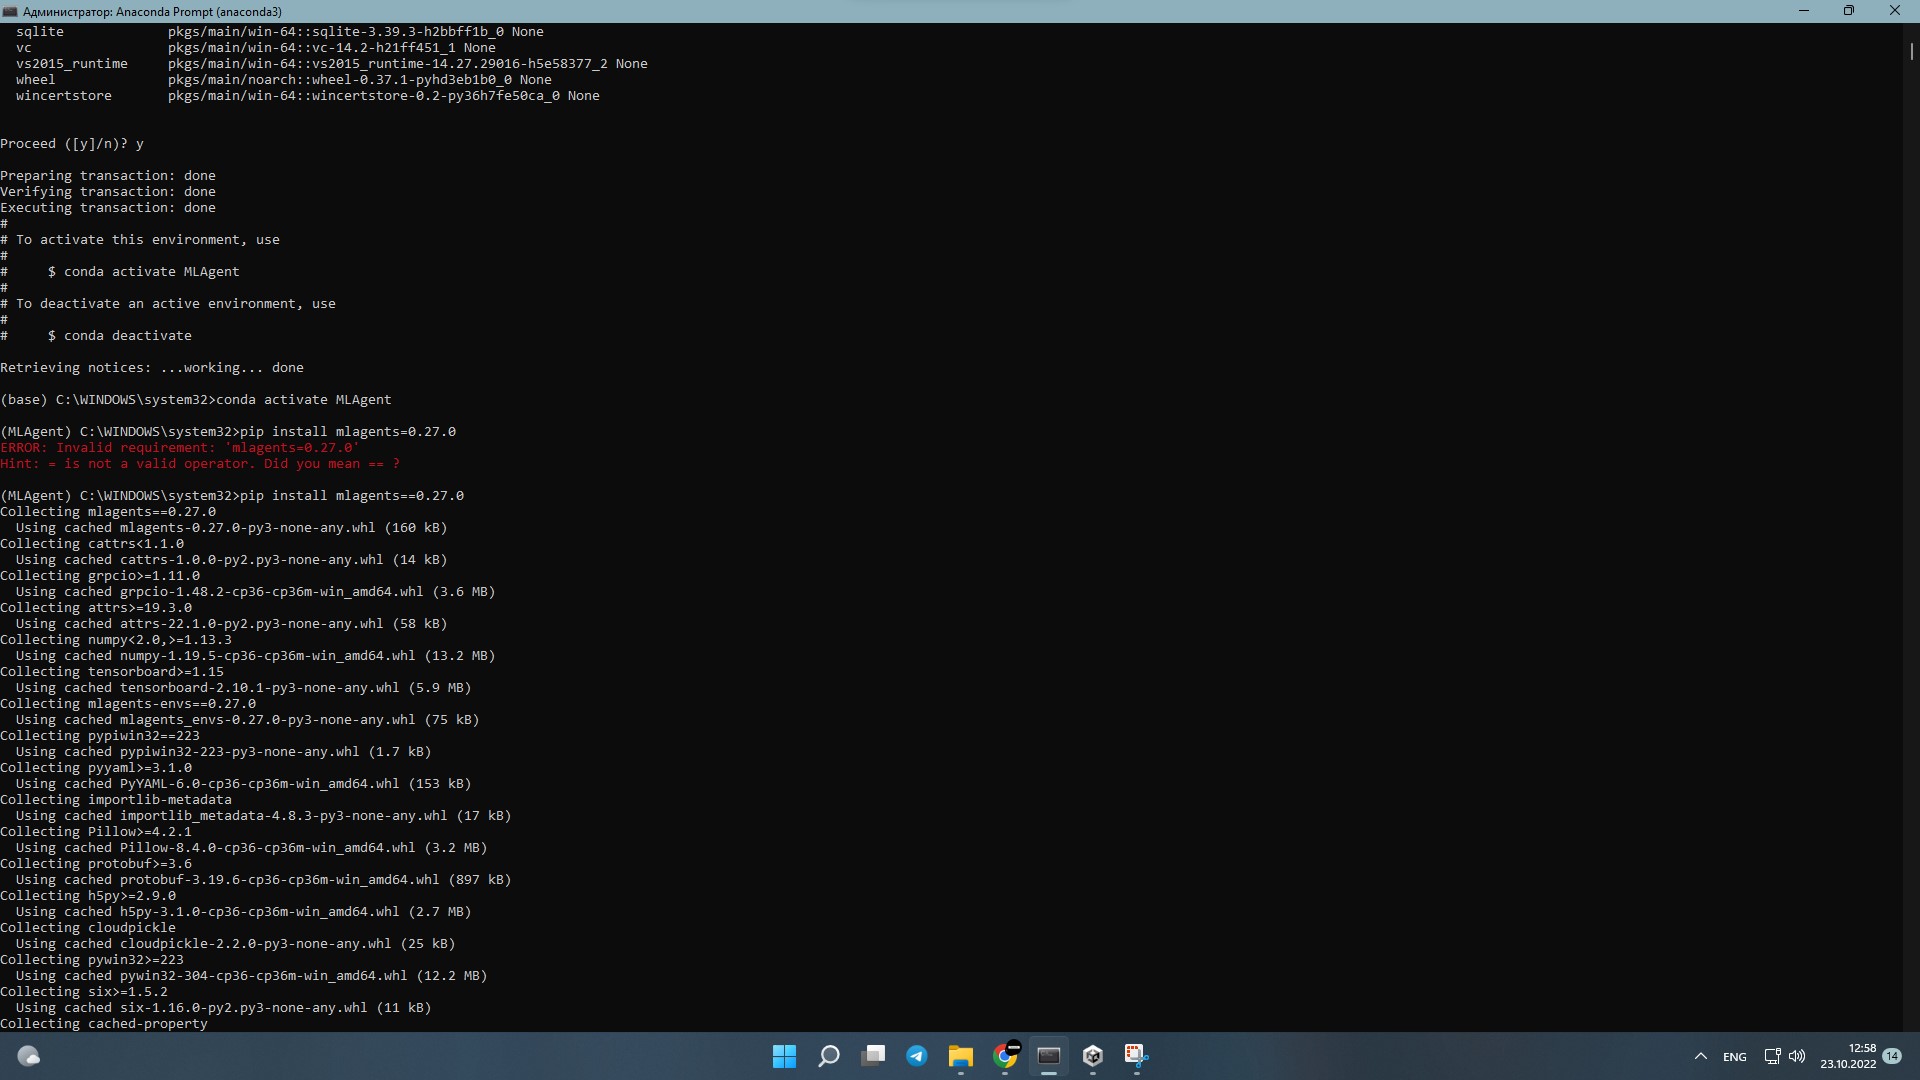 Администратор: Anaconda Prompt (anaconda3)
sqlite pkgs/main/win-64::sqlite-3.39.3-h2bbff1b_0 None
vc pkgs/main/win-64::vc-14.2-h21ff451_1 None
vs2015_runtime pkgs/main/win-64::vs2015_runtime-14.27.29016-h5e58377_2 None
wheel pkgs/main/noarch::wheel-0.37.1-pyhd3eb1b0_0 None
wincertstore pkgs/main/win-64::wincertstore-0.2-py36h7fe50ca_0 None
Proceed ([y]/n)? y
Preparing transaction: done
Verifying transaction: done
Executing transaction: done
#
# To activate this environment, use
#
# $ conda activate MLAgent
#
# To deactivate an active environment, use
#
# $ conda deactivate
Retrieving notices: ...working... done
(base) C:\WINDOWS\system32>conda activate MLAgent
(MLAgent) C:\WINDOWS\system32>pip install mlagents=0.27.0
ERROR: Invalid requirement: 'mlagents=0.27.0'
Hint: = is not a valid operator. Did you mean == ?
(MLAgent) C:\WINDOWS\system32>pip install mlagents==0.27.0
Collecting mlagents==0.27.0
Using cached mlagents-0.27.0-py3-none-any.whl (160 kB)
Collecting cattrs<1.1.0
Using cached cattrs-1.0.0-py2.py3-none-any.whl (14 kB)
Collecting grpcio>=1.11.0
Using cached grpcio-1.48.2-cp36-cp36m-win_amd64.whl (3.6 MB)
Collecting attrs>=19.3.0
Using cached attrs-22.1.0-py2.py3-none-any.whl (58 kB)
Collecting numpy<2.0,>=1.13.3
Using cached numpy-1.19.5-cp36-cp36m-win_amd64.whl (13.2 MB)
Collecting tensorboard>=1.15
Using cached tensorboard-2.10.1-py3-none-any.whl (5.9 MB)
Collecting mlagents-envs==0.27.0
Using cached mlagents_envs-0.27.0-py3-none-any.whl (75 kB)
Collecting pypiwin32==223
Using cached pypiwin32-223-py3-none-any.whl (1.7 kB)
Collecting pyyaml>=3.1.0
Using cached PyYAML-6.0-cp36-cp36m-win_amd64.whl (153 kB)
Collecting importlib-metadata
Using cached importlib_metadata-4.8.3-py3-none-any.whl (17 kB)
Collecting Pillow>=4.2.1
Using cached Pillow-8.4.0-cp36-cp36m-win_amd64.whl (3.2 MB)
Collecting protobuf>=3.6
Using cached protobuf-3.19.6-cp36-cp36m-win_amd64.whl (897 kB)
Collecting h5py>=2.9.0
Using cached h5py-3.1.0-cp36-cp36m-win_amd64.whl (2.7 MB)
Collecting cloudpickle
Using cached cloudpickle-2.2.0-py3-none-any.whl (25 kB)
Collecting pywin32>=223
Using cached pywin32-304-cp36-cp36m-win_amd64.whl (12.2 MB)
Collecting six>=1.5.2
Using cached six-1.16.0-py2.py3-none-any.whl (11 kB)
Collecting cached-property
ENG
12:58
23.10.2022
14